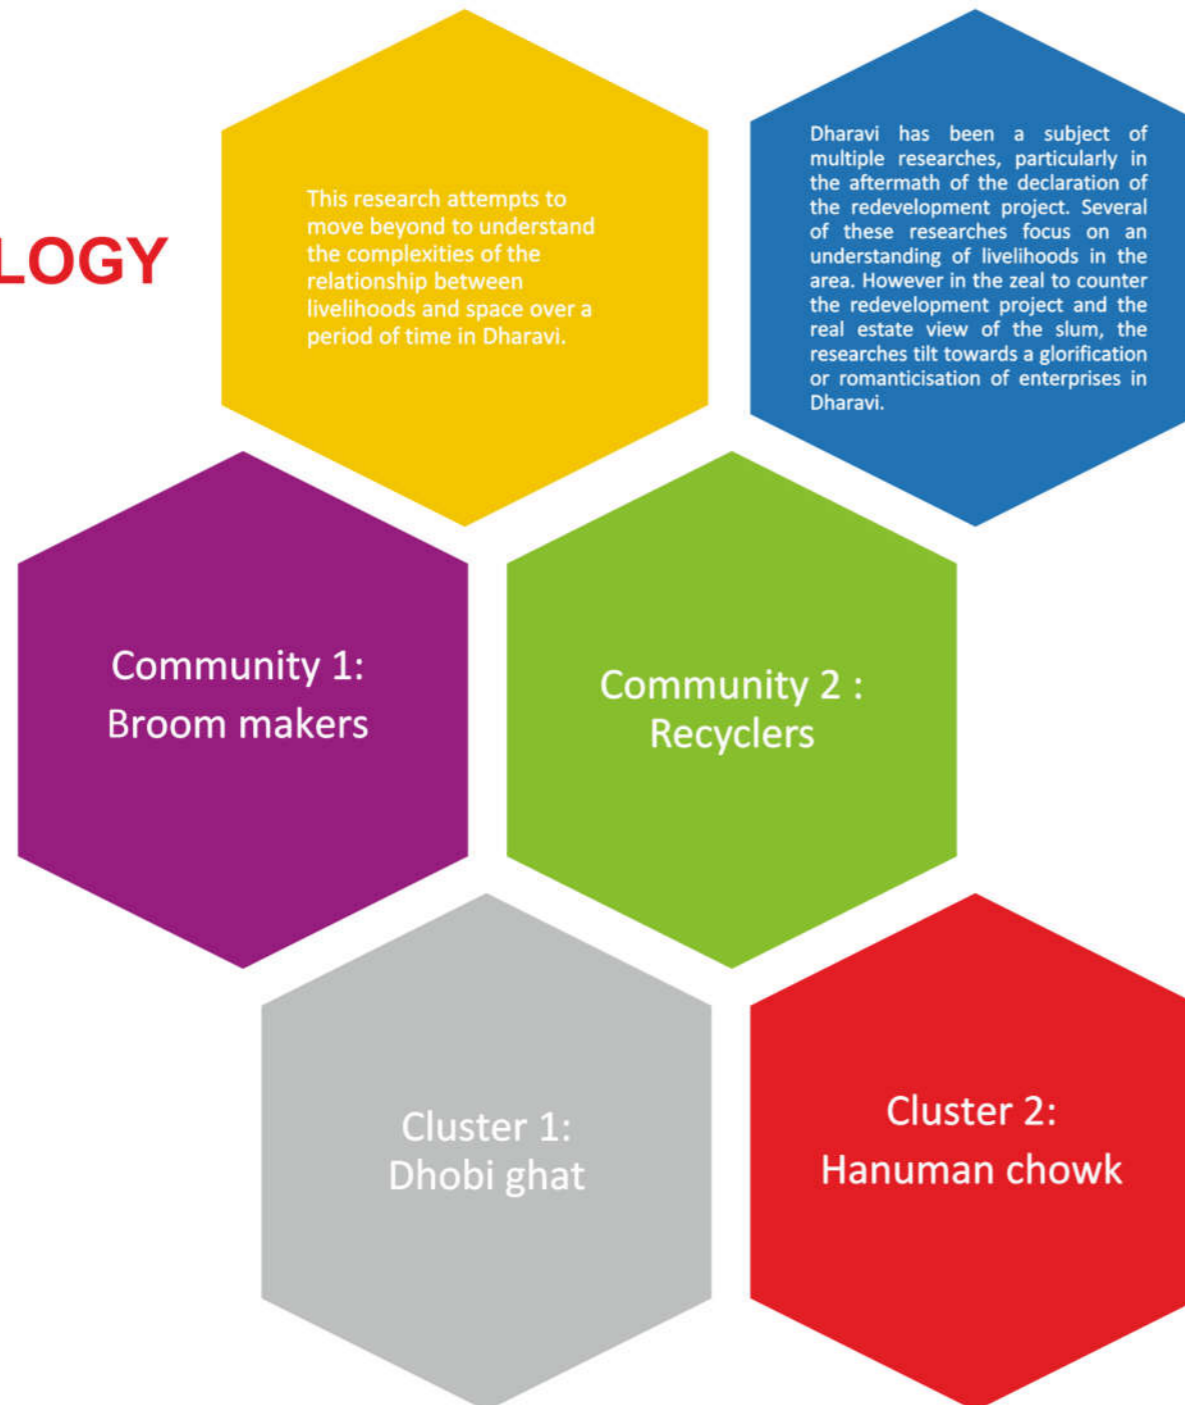 LOGY
This research attempts to
move beyond to understand
the complexities of the
relationship between
livelihoods and space over a
period of time in Dharavi.
Dharavi has been a subject of
multiple researches, particularly in
the aftermath of the declaration of
the redevelopment project. Several
of these researches focus on an
understanding of livelihoods in the
area. However in the zeal to counter
the redevelopment project and the
real estate view of the slum, the
researches tilt towards a glorification
or romanticisation of enterprises in
Dharavi.
Community 1:
Broom makers
Community 2 :
Recyclers
Cluster 1:
Dhobi ghat
Cluster 2:
Hanuman chowk